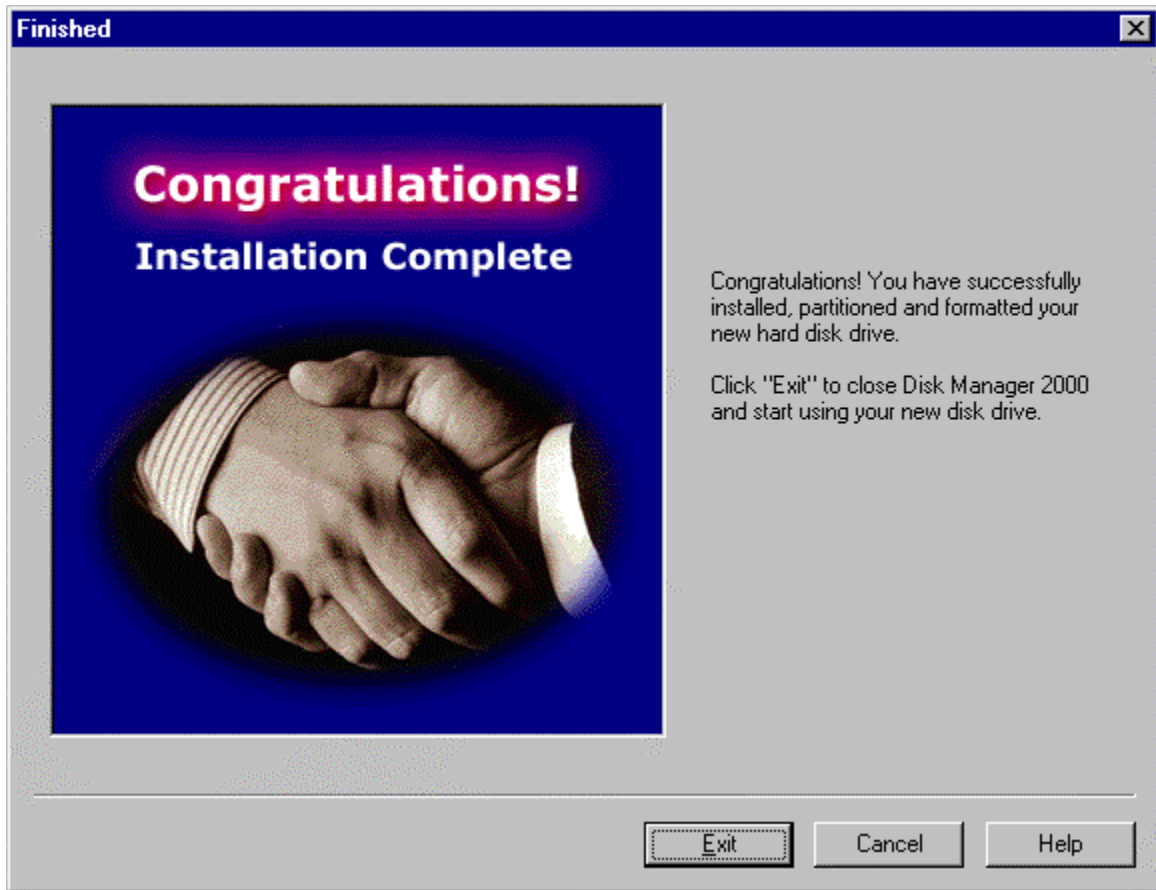 Finished
Congratulations!
Installation Complete
Congratulations! You have successfully
installed, partitioned and formatted your
new hard disk drive.
Click "Exit" to close Disk Manager 2000
and start using your new disk drive.
Exit
Cancel
Help